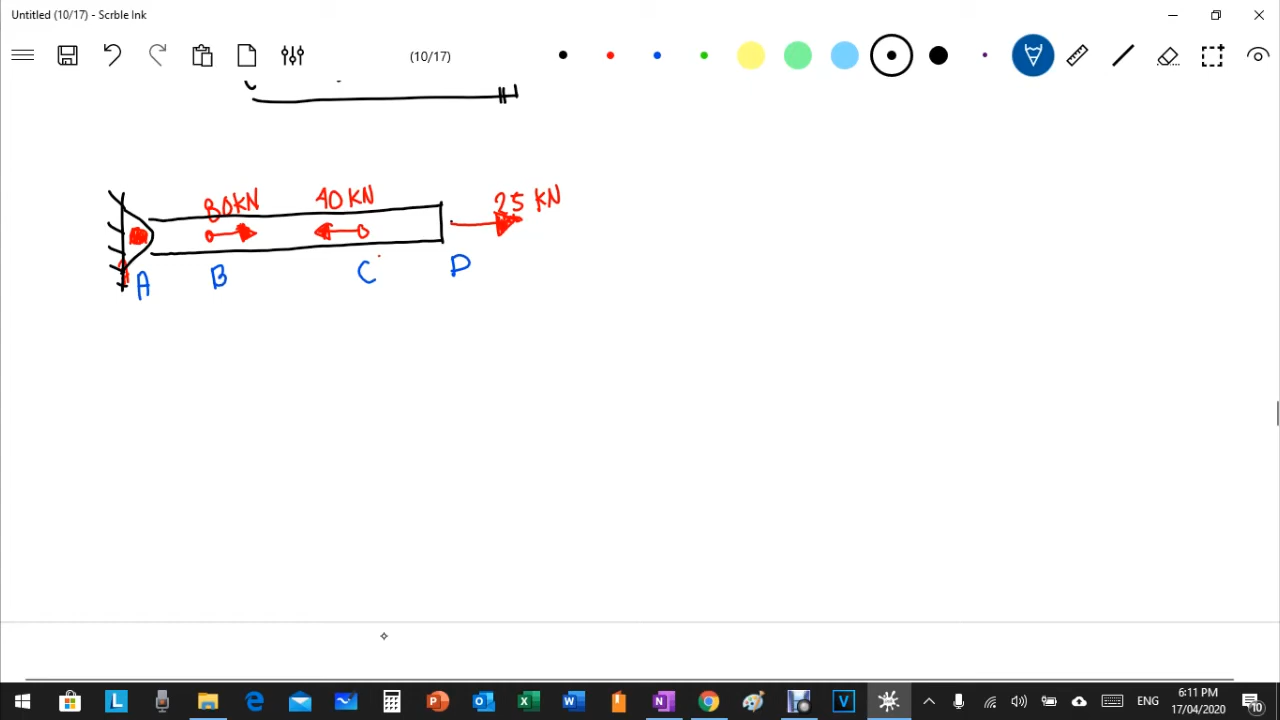 Untitled (10/17) - Scrble Ink
(10/17)
80KN 40 KN 25 KN
A B C D
ENG 6:11 PM
17/04/2020 10